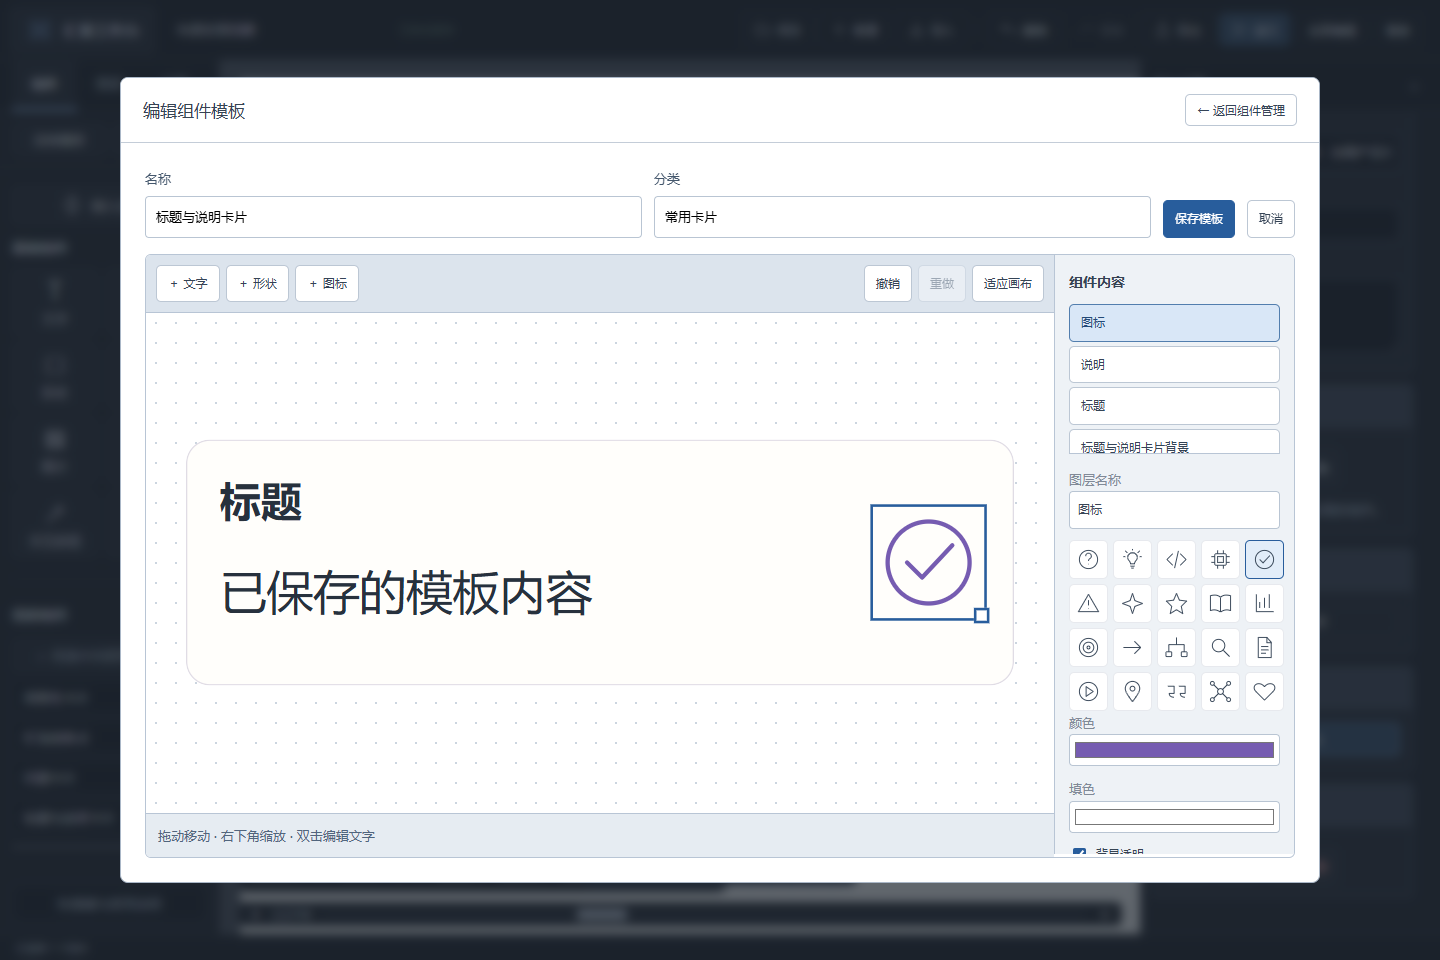 编辑组件模板
← 返回组件管理
名称
分类
标题与说明卡片
常用卡片
保存模板
取消
+ 文字
+ 形状
+ 图标
撤销
重做
适应画布
组件内容
图标
说明
标题
标题与说明卡片背景
图层名称
图标
标题
已保存的模板内容
颜色
填色
背景透明
拖动移动 · 右下角缩放 · 双击编辑文字